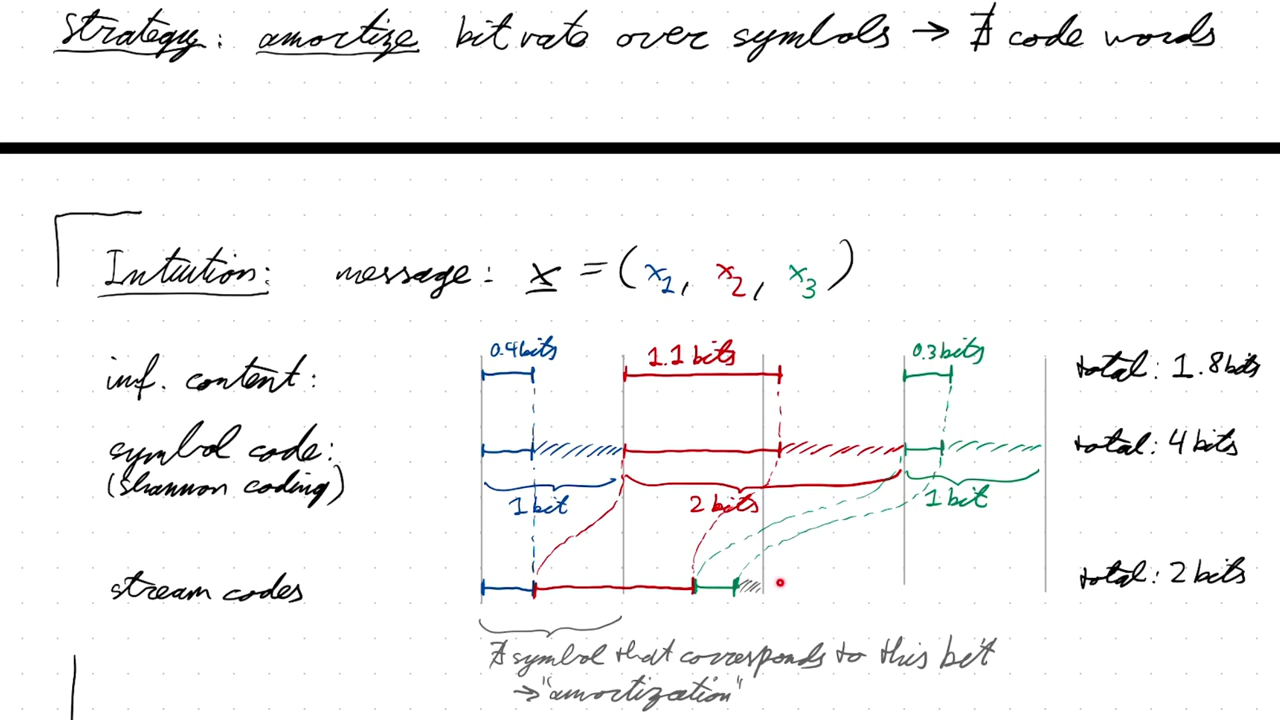 Strategy: amortize bit rate over symbols → ∄ code words
Intuition: message: x = (x₁, x₂, x₃)
0.4 bits 1.1 bits 0.3 bits
inf. content: total: 1.8 bits
symbol code: total: 4 bits
(Shannon coding)
1 bit 2 bits 1 bit
stream codes total: 2 bits
∄ symbol that corresponds to this bit
→ "amortization"